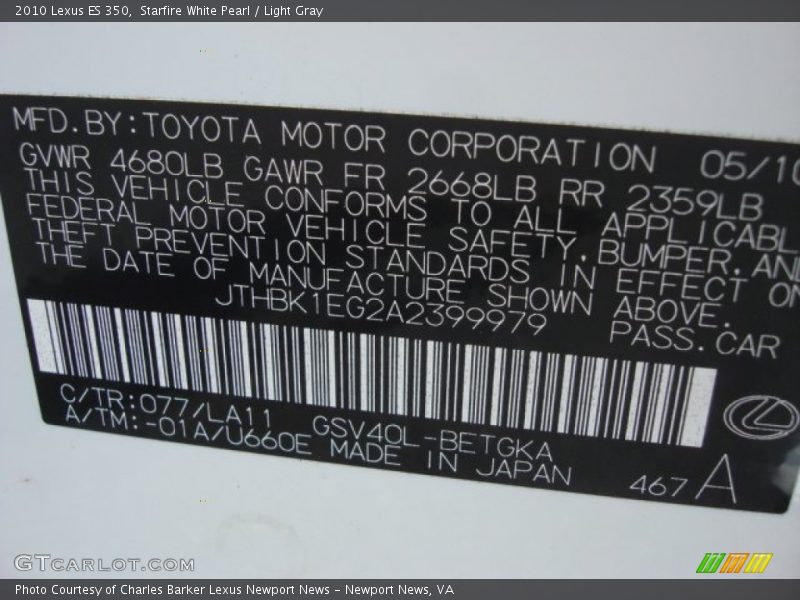 2010 Lexus ES 350, Starfire White Pearl / Light Gray
MFD.BY:TOYOTA MOTOR CORPORATION 05/10
GVWR 4680LB GAWR FR 2668LB RR 2359LB
THIS VEHICLE CONFORMS TO ALL APPLICABL
FEDERAL MOTOR VEHICLE SAFETY,BUMPER,AND
THEFT PREVENTION STANDARDS IN EFFECT ON
THE DATE OF MANUFACTURE SHOWN ABOVE.
JTHBK1EG2A2399979 PASS.CAR
C/TR:077/LA11 GSV40L-BETGKA
A/TM:-01A/U660E MADE IN JAPAN 467 A
GTCARLOT.COM
Photo Courtesy of Charles Barker Lexus Newport News – Newport News, VA